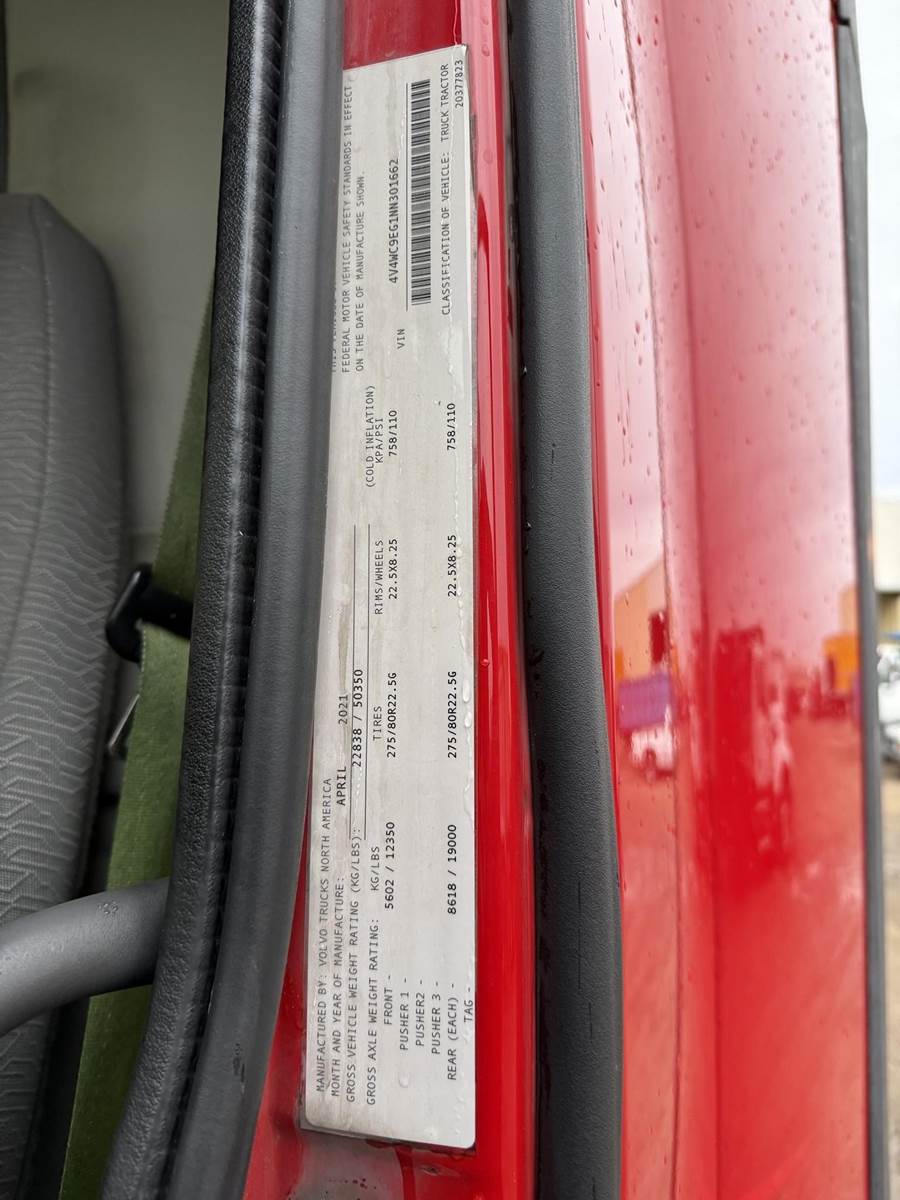 MANUFACTURED BY: VOLVO TRUCKS NORTH AMERICA
MONTH AND YEAR OF MANUFACTURE: APRIL 2021
GROSS VEHICLE WEIGHT RATING (KG/LBS): 22838 / 50350
GROSS AXLE WEIGHT RATING: KG/LBS TIRES RIMS/WHEELS (COLD INFLATION) KPA/PSI
FRONT - 5602 / 12350 275/80R22.5G 22.5X8.25 758/110
PUSHER 1 -
PUSHER2 -
PUSHER 3 -
REAR (EACH) - 8618 / 19000 275/80R22.5G 22.5X8.25 758/110
TAG -
FEDERAL MOTOR VEHICLE SAFETY STANDARDS IN EFFECT
ON THE DATE OF MANUFACTURE SHOWN.
VIN 4V4WC9EG1NN301662
CLASSIFICATION OF VEHICLE: TRUCK TRACTOR
20377823